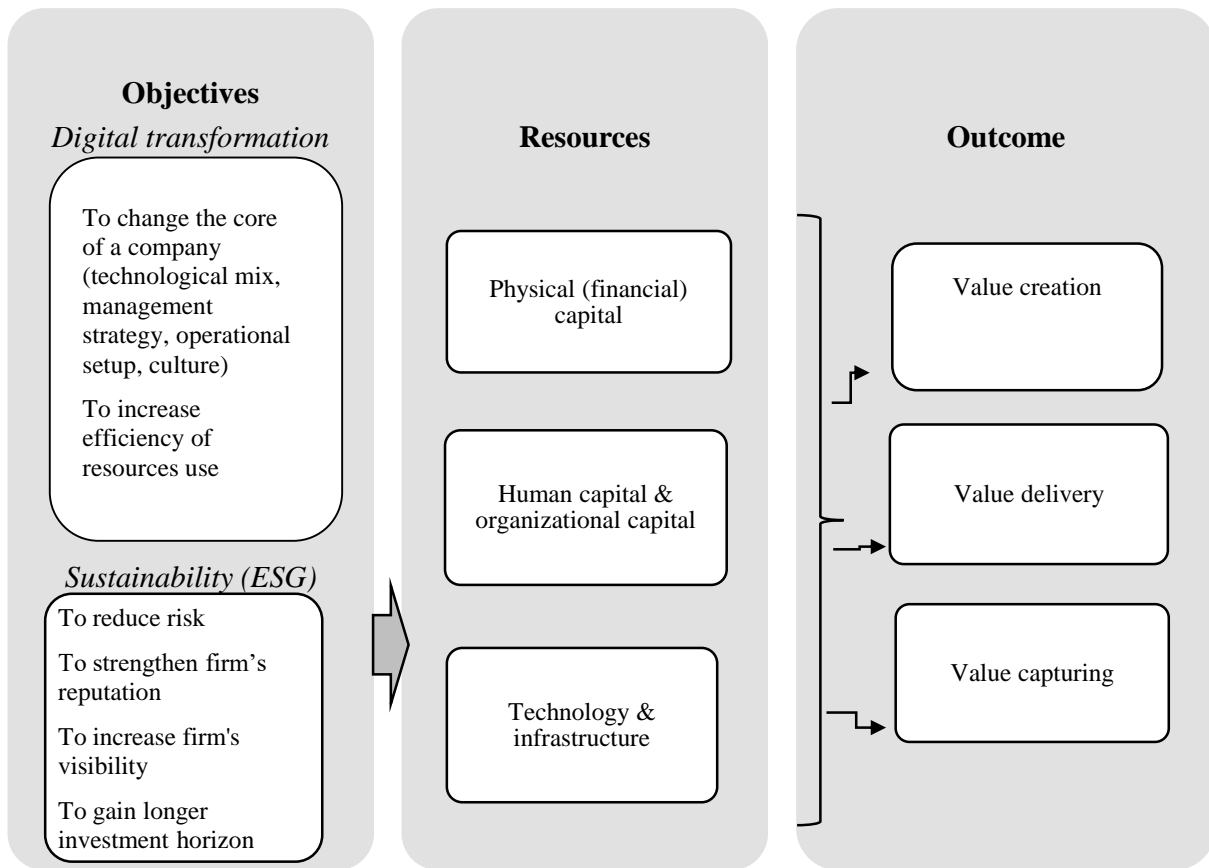 Objectives
Digital transformation
To change the core
of a company
(technological mix,
management
strategy, operational
setup, culture)
To increase
efficiency of
resources use
Sustainability (ESG)
To reduce risk
To strengthen firm’s
reputation
To increase firm's
visibility
To gain longer
investment horizon
Resources
Physical (financial)
capital
Human capital &
organizational capital
Technology &
infrastructure
Outcome
Value creation
Value delivery
Value capturing